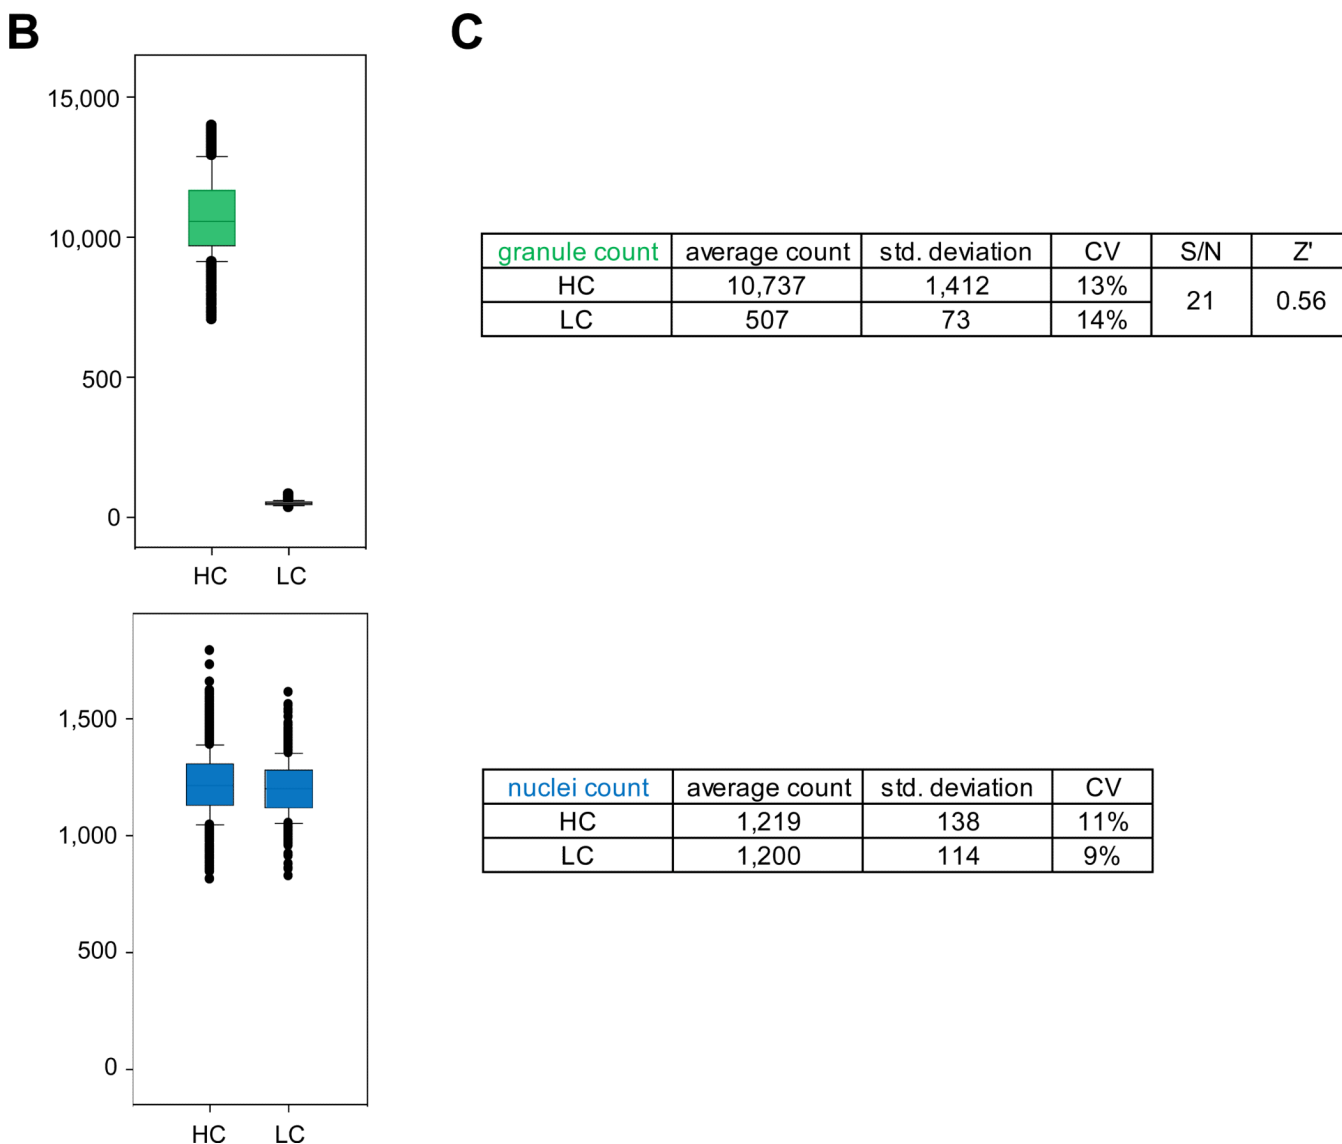 B
C
15,000
10,000
500
0
HC LC
granule count average count std. deviation CV S/N Z'
HC 10,737 1,412 13% 21 0.56
LC 507 73 14%
1,500
1,000
500
0
HC LC
nuclei count average count std. deviation CV
HC 1,219 138 11%
LC 1,200 114 9%